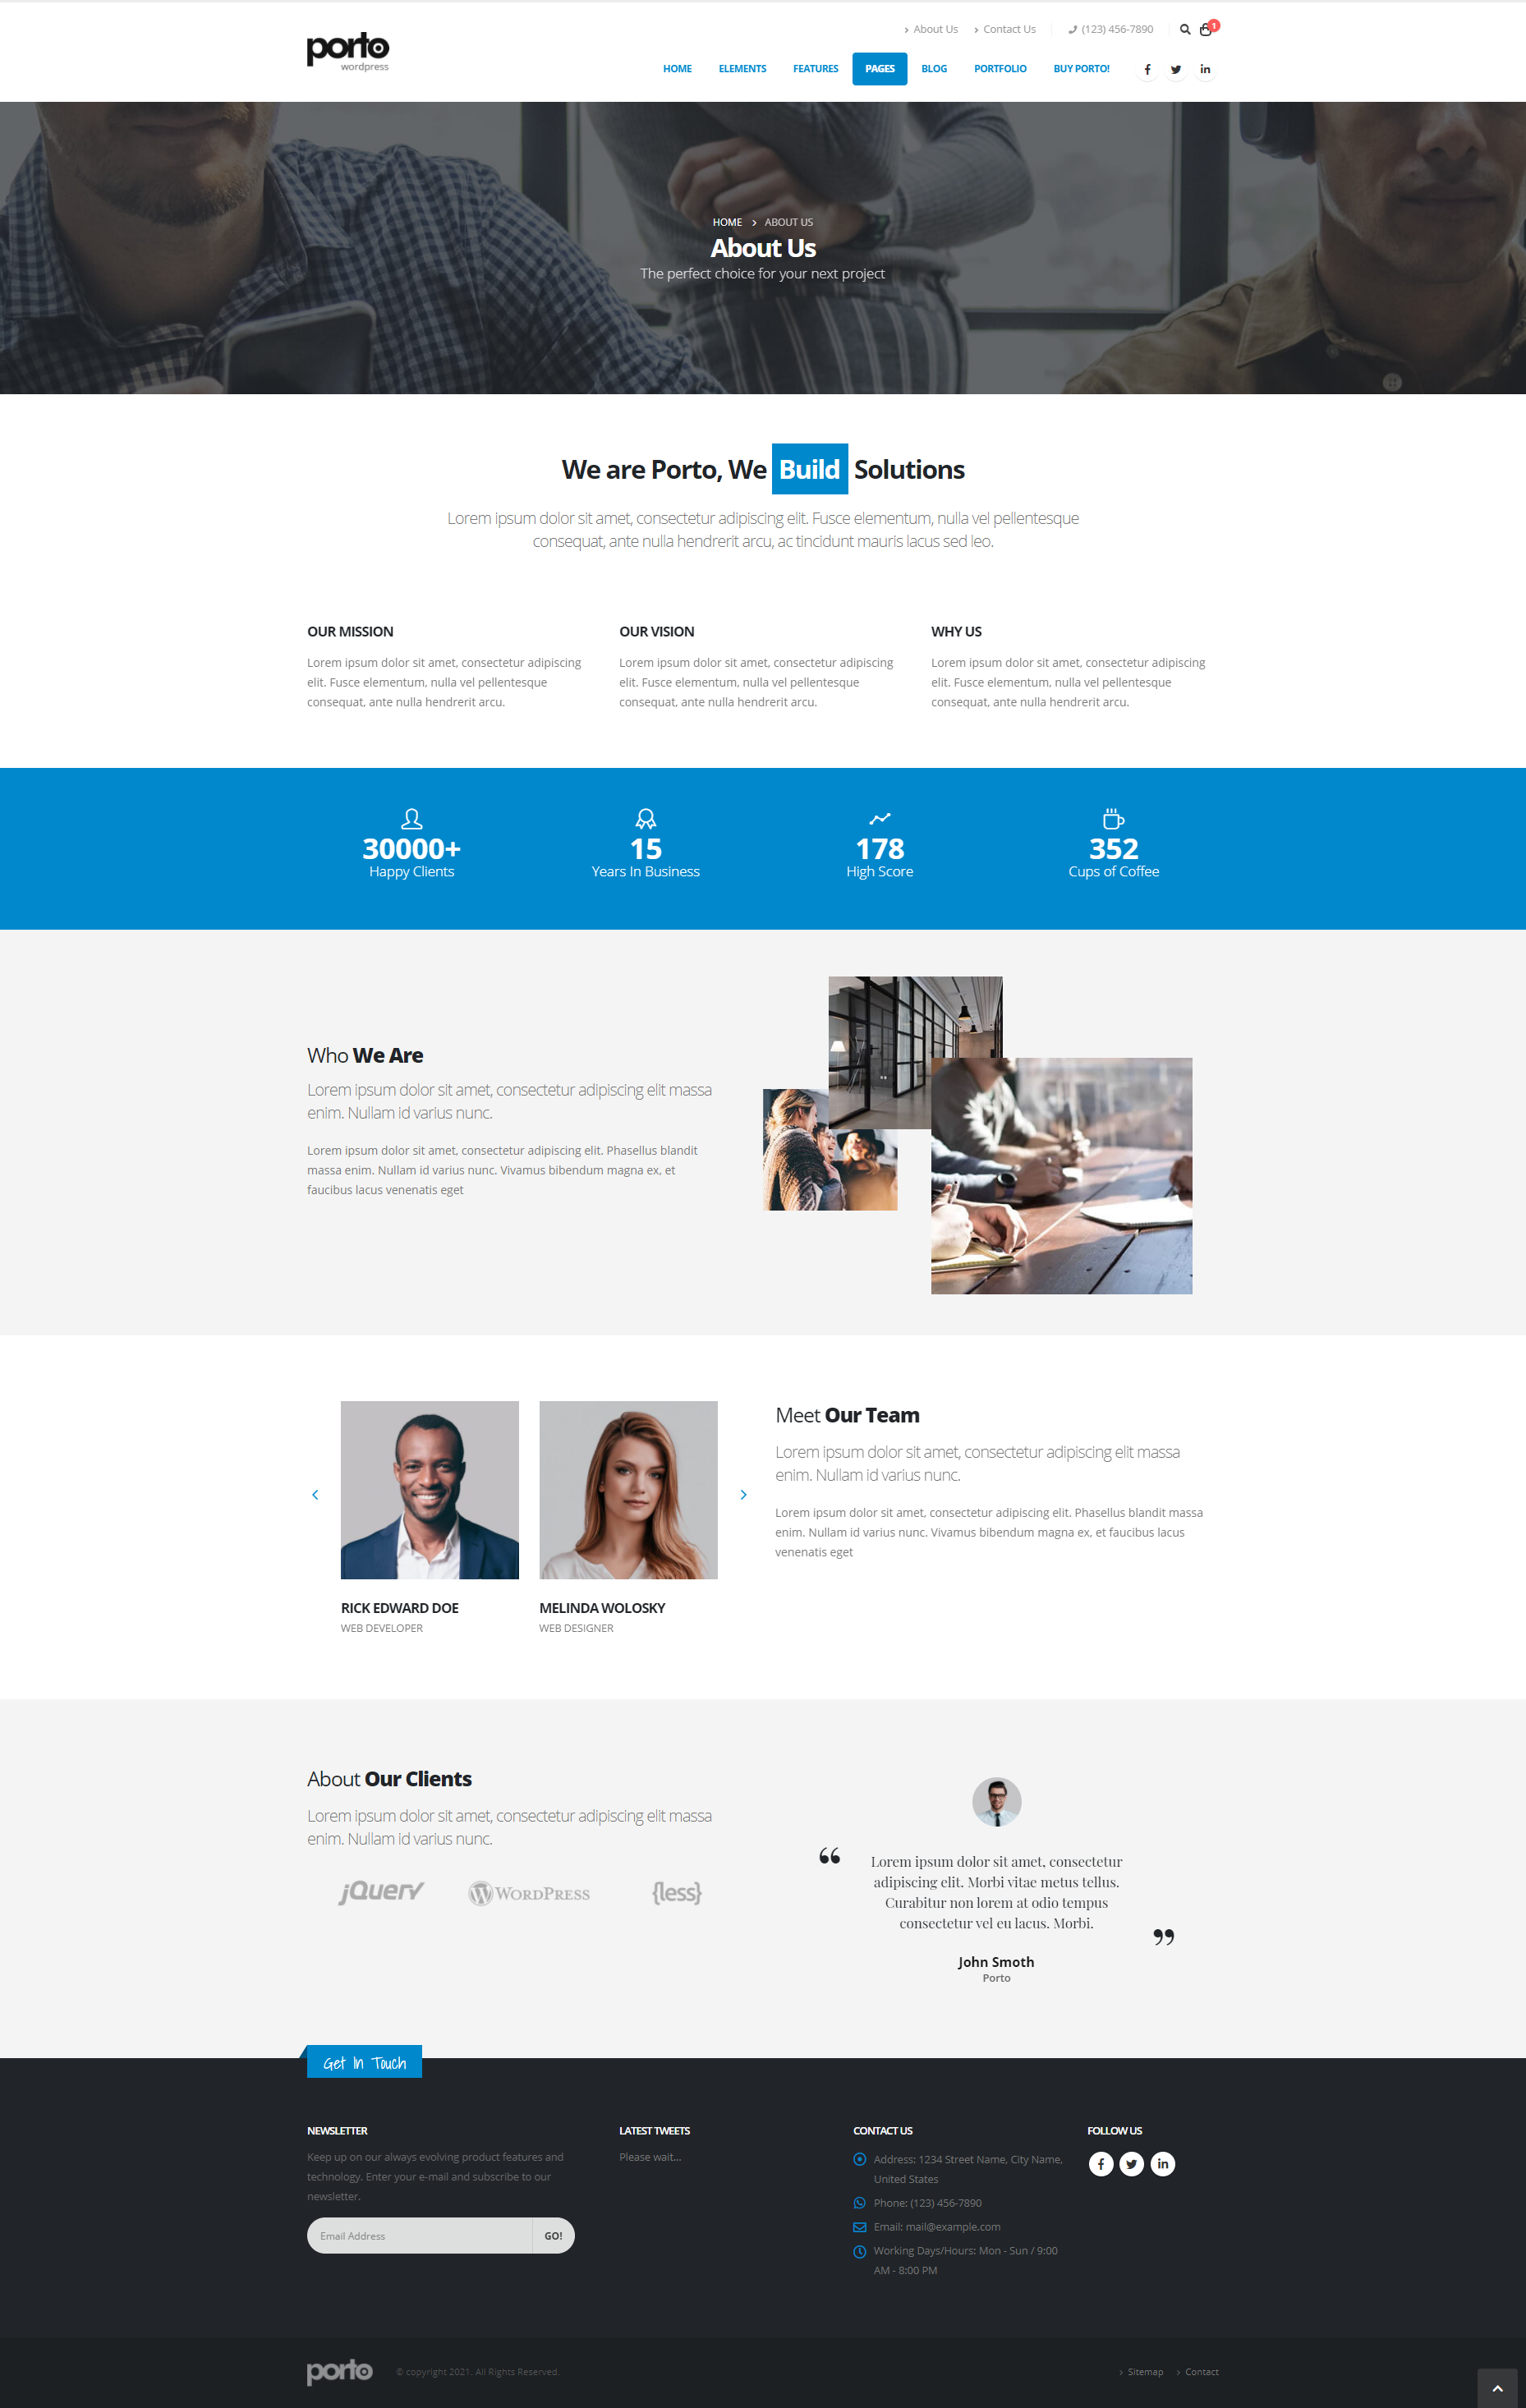 porto
wordpress
About Us
Contact Us
(123) 456-7890
1
HOME
ELEMENTS
FEATURES
PAGES
BLOG
PORTFOLIO
BUY PORTO!
HOME > ABOUT US
About Us
The perfect choice for your next project
We are Porto, We Build Solutions
Lorem ipsum dolor sit amet, consectetur adipiscing elit. Fusce elementum, nulla vel pellentesque
consequat, ante nulla hendrerit arcu, ac tincidunt mauris lacus sed leo.
OUR MISSION
Lorem ipsum dolor sit amet, consectetur adipiscing
elit. Fusce elementum, nulla vel pellentesque
consequat, ante nulla hendrerit arcu.
OUR VISION
Lorem ipsum dolor sit amet, consectetur adipiscing
elit. Fusce elementum, nulla vel pellentesque
consequat, ante nulla hendrerit arcu.
WHY US
Lorem ipsum dolor sit amet, consectetur adipiscing
elit. Fusce elementum, nulla vel pellentesque
consequat, ante nulla hendrerit arcu.
30000+
Happy Clients
15
Years In Business
178
High Score
352
Cups of Coffee
Who We Are
Lorem ipsum dolor sit amet, consectetur adipiscing elit massa
enim. Nullam id varius nunc.
Lorem ipsum dolor sit amet, consectetur adipiscing elit. Phasellus blandit
massa enim. Nullam id varius nunc. Vivamus bibendum magna ex, et
faucibus lacus venenatis eget
RICK EDWARD DOE
WEB DEVELOPER
MELINDA WOLOSKY
WEB DESIGNER
Meet Our Team
Lorem ipsum dolor sit amet, consectetur adipiscing elit massa
enim. Nullam id varius nunc.
Lorem ipsum dolor sit amet, consectetur adipiscing elit. Phasellus blandit massa
enim. Nullam id varius nunc. Vivamus bibendum magna ex, et faucibus lacus
venenatis eget
About Our Clients
Lorem ipsum dolor sit amet, consectetur adipiscing elit massa
enim. Nullam id varius nunc.
jQuery
WORDPRESS
{less}
“
Lorem ipsum dolor sit amet, consectetur
adipiscing elit. Morbi vitae metus tellus.
Curabitur non lorem at odio tempus
consectetur vel eu lacus. Morbi.
”
John Smoth
Porto
Get In Touch
NEWSLETTER
Keep up on our always evolving product features and
technology. Enter your e-mail and subscribe to our
newsletter.
Email Address
GO!
LATEST TWEETS
Please wait...
CONTACT US
Address: 1234 Street Name, City Name,
United States
Phone: (123) 456-7890
Email: mail@example.com
Working Days/Hours: Mon - Sun / 9:00
AM - 8:00 PM
FOLLOW US
porto
© copyright 2021. All Rights Reserved.
Sitemap
Contact